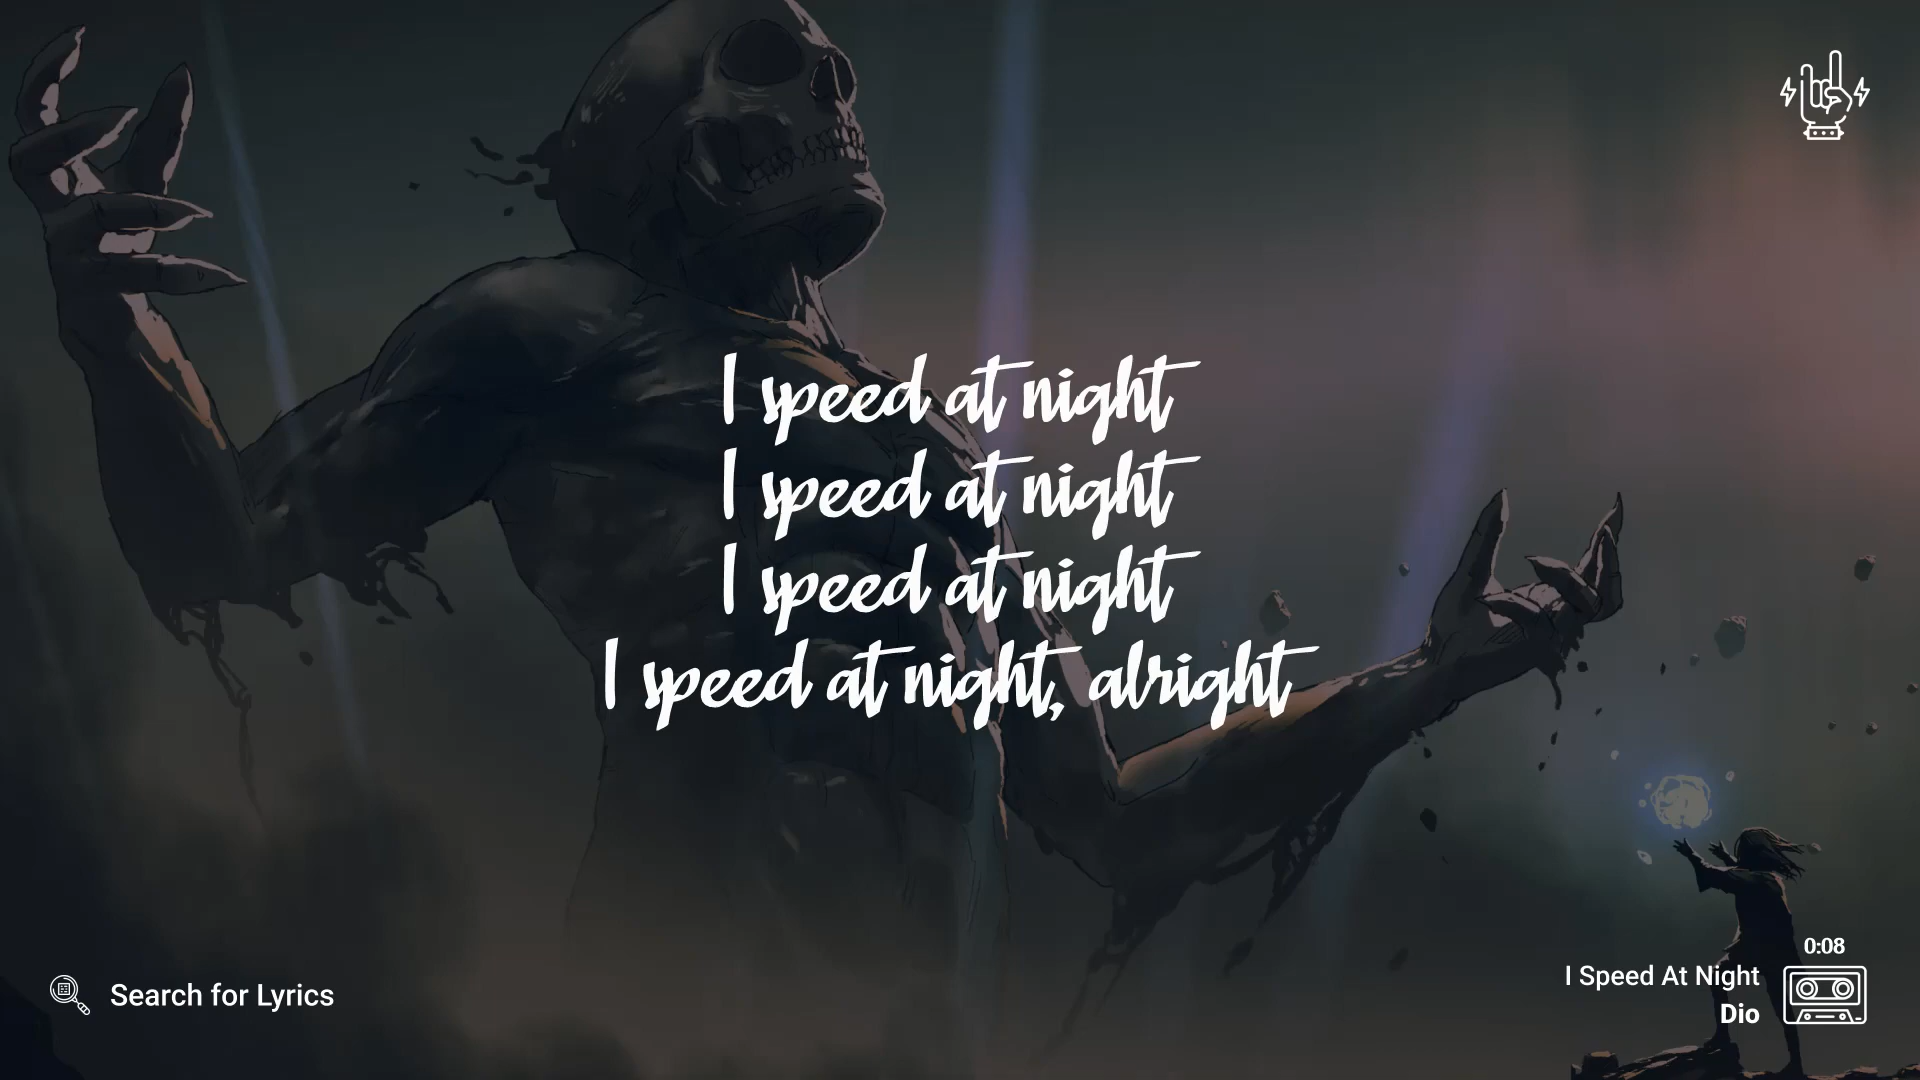 I speed at night
I speed at night
I speed at night
I speed at night, alright
Search for Lyrics
0:08
I Speed At Night
Dio